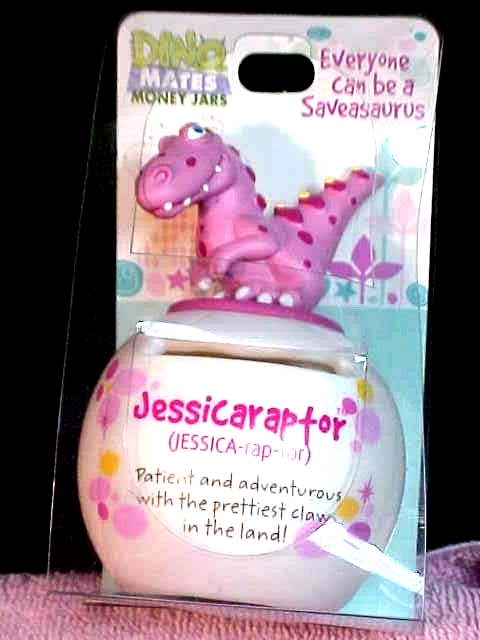 DINO
MATES
MONEY JARS
Everyone
can be a
Saveasaurus
Jessicaraptor™
(JESSICA-rap-tor)
Patient and adventurous
with the prettiest claws
in the land!